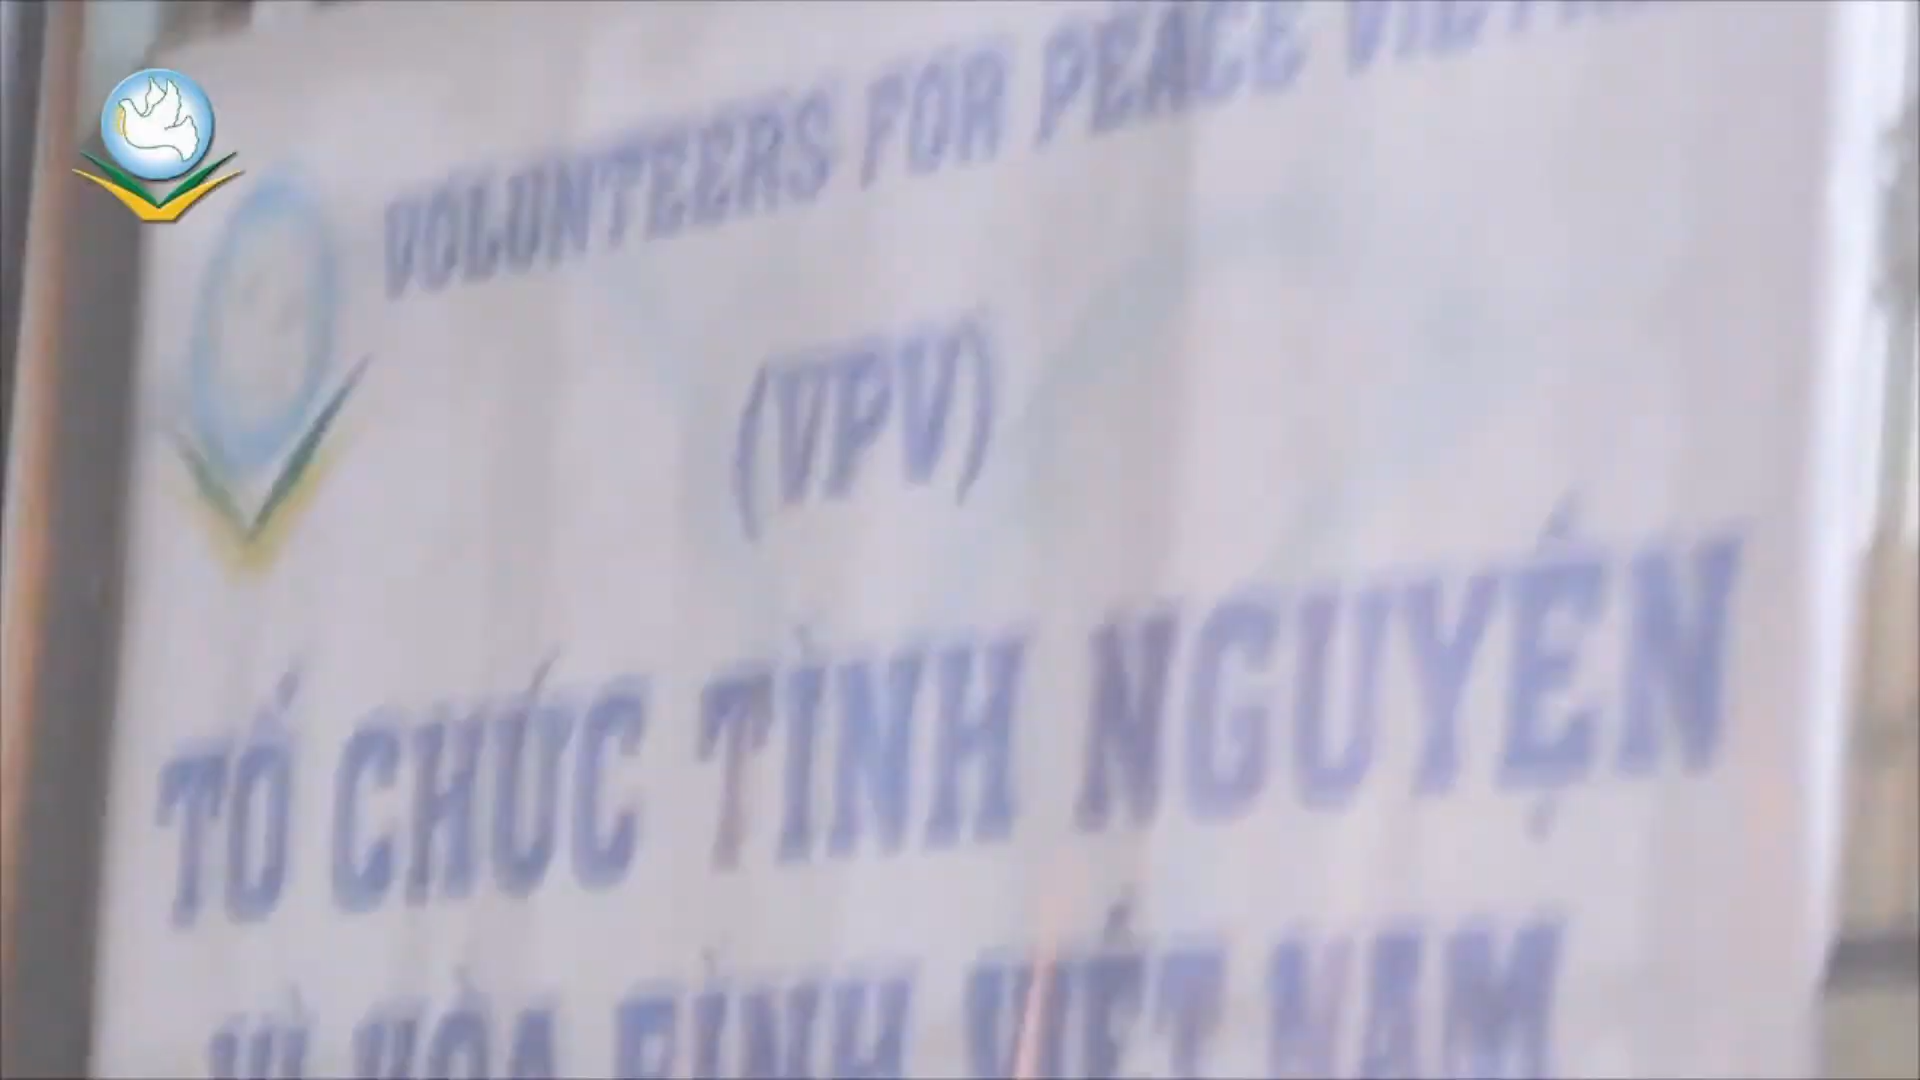 VOLUNTEERS FOR PEACE VIETNAM
(VPV)
TỔ CHỨC TÌNH NGUYỆN
VÌ HÒA BÌNH VIỆT NAM